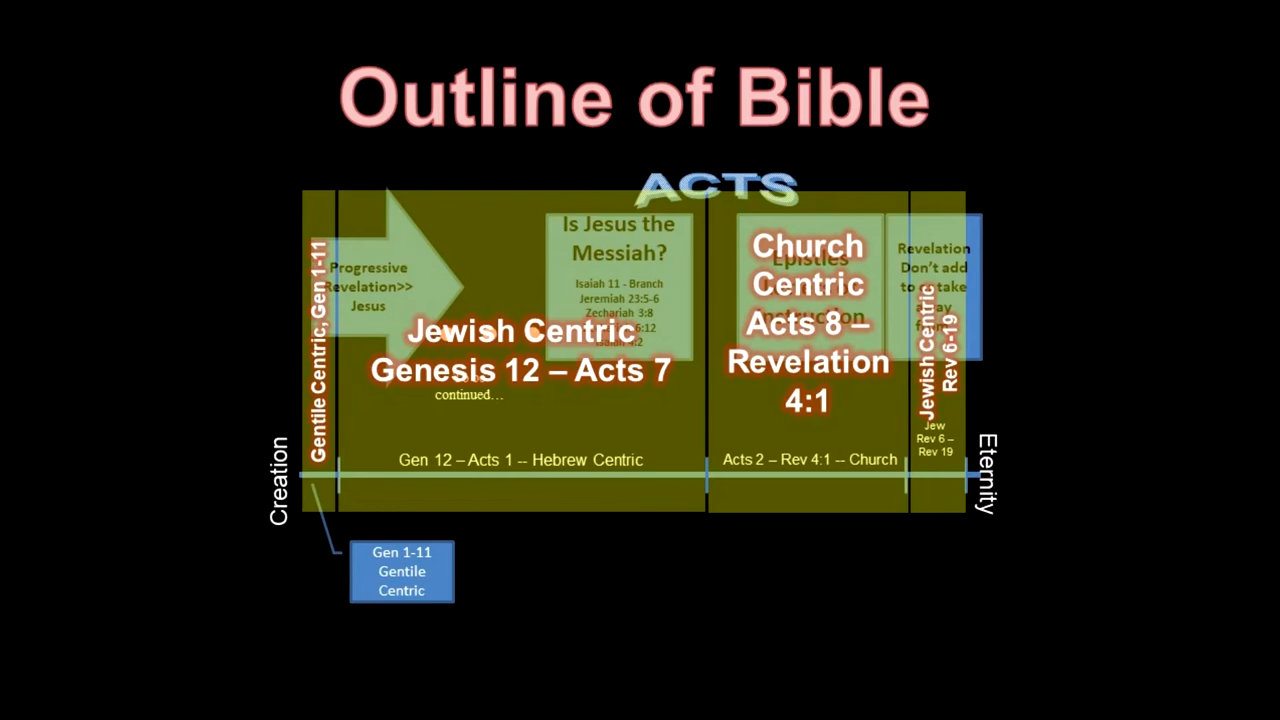 Outline of Bible
ACTS
Gentile Centric, Gen 1-11
Progressive
Revelation>>
Jesus
Is Jesus the
Messiah?
Isaiah 11 - Branch
Jeremiah 23:5-6
Zechariah 3:8
6:12
4:2
Jewish Centric
Genesis 12 – Acts 7
continued…
Epistles
Church
Centric
Acts 8 –
Revelation
4:1
Revelation
Don't add
to or take
Jewish Centric
Rev 6-19
Jew
Rev 6 –
Rev 19
Creation
Gen 12 – Acts 1 -- Hebrew Centric
Acts 2 – Rev 4:1 -- Church
Eternity
Gen 1-11
Gentile
Centric